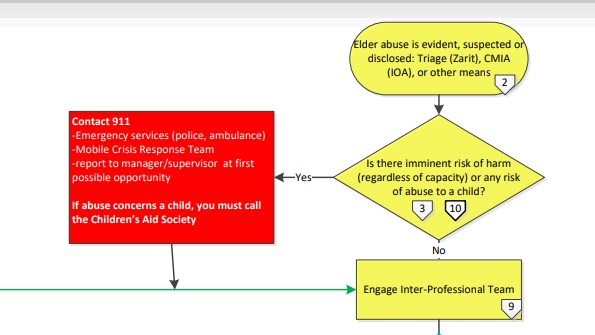 Elder abuse is evident, suspected or
disclosed: Triage (Zarit), CMIA
(IOA), or other means
2
Contact 911
-Emergency services (police, ambulance)
-Mobile Crisis Response Team
-report to manager/supervisor at first
possible opportunity
If abuse concerns a child, you must call
the Children's Aid Society
Yes
Is there imminent risk of harm
(regardless of capacity) or any risk
of abuse to a child?
3
10
No
Engage Inter-Professional Team
9